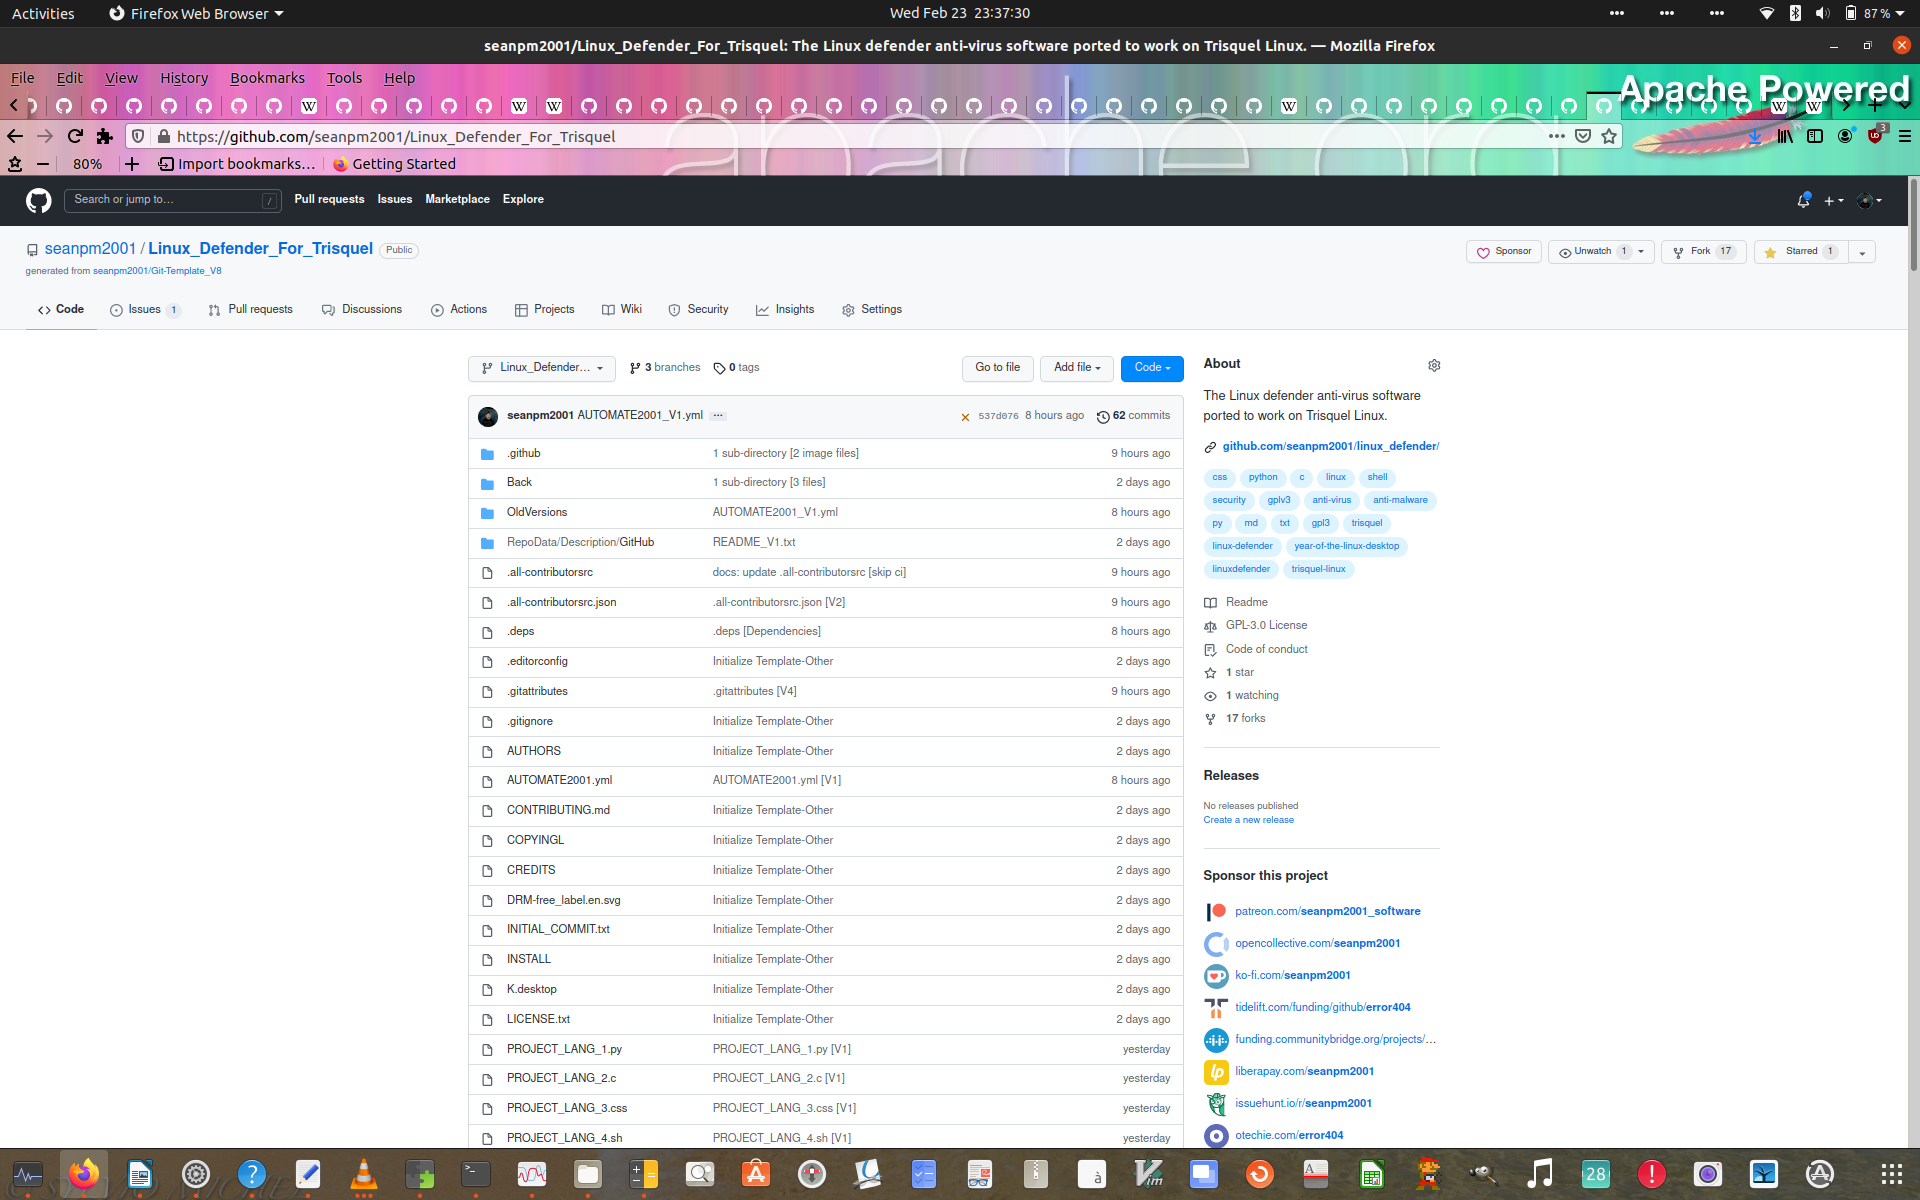 Activities Firefox Web Browser Wed Feb 23 23:37:30 87 %
seanpm2001/Linux_Defender_For_Trisquel: The Linux defender anti-virus software ported to work on Trisquel Linux. — Mozilla Firefox
File Edit View History Bookmarks Tools Help
Apache Powered
https://github.com/seanpm2001/Linux_Defender_For_Trisquel 3
80% Import bookmarks... Getting Started
apache.org
Search or jump to... / Pull requests Issues Marketplace Explore
seanpm2001 / Linux_Defender_For_Trisquel Public Sponsor Unwatch 1 Fork 17 Starred 1
generated from seanpm2001/Git-Template_V8
Code Issues 1 Pull requests Discussions Actions Projects Wiki Security Insights Settings
Linux_Defender... 3 branches 0 tags Go to file Add file Code
seanpm2001 AUTOMATE2001_V1.yml ... 537d076 8 hours ago 62 commits
.github 1 sub-directory [2 image files] 9 hours ago
Back 1 sub-directory [3 files] 2 days ago
OldVersions AUTOMATE2001_V1.yml 8 hours ago
RepoData/Description/GitHub README_V1.txt 2 days ago
.all-contributorsrc docs: update .all-contributorsrc [skip ci] 9 hours ago
.all-contributorsrc.json .all-contributorsrc.json [V2] 9 hours ago
.deps .deps [Dependencies] 8 hours ago
.editorconfig Initialize Template-Other 2 days ago
.gitattributes .gitattributes [V4] 9 hours ago
.gitignore Initialize Template-Other 2 days ago
AUTHORS Initialize Template-Other 2 days ago
AUTOMATE2001.yml AUTOMATE2001.yml [V1] 8 hours ago
CONTRIBUTING.md Initialize Template-Other 2 days ago
COPYINGL Initialize Template-Other 2 days ago
CREDITS Initialize Template-Other 2 days ago
DRM-free_label.en.svg Initialize Template-Other 2 days ago
INITIAL_COMMIT.txt Initialize Template-Other 2 days ago
INSTALL Initialize Template-Other 2 days ago
K.desktop Initialize Template-Other 2 days ago
LICENSE.txt Initialize Template-Other 2 days ago
PROJECT_LANG_1.py PROJECT_LANG_1.py [V1] yesterday
PROJECT_LANG_2.c PROJECT_LANG_2.c [V1] yesterday
PROJECT_LANG_3.css PROJECT_LANG_3.css [V1] yesterday
PROJECT_LANG_4.sh PROJECT_LANG_4.sh [V1] yesterday
About
The Linux defender anti-virus software
ported to work on Trisquel Linux.
github.com/seanpm2001/linux_defender/
css python c linux shell
security gplv3 anti-virus anti-malware
py md txt gpl3 trisquel
linux-defender year-of-the-linux-desktop
linuxdefender trisquel-linux
Readme
GPL-3.0 License
Code of conduct
1 star
1 watching
17 forks
Releases
No releases published
Create a new release
Sponsor this project
patreon.com/seanpm2001_software
opencollective.com/seanpm2001
ko-fi.com/seanpm2001
tidelift.com/funding/github/error404
funding.communitybridge.org/projects/...
liberapay.com/seanpm2001
issuehunt.io/r/seanpm2001
otechie.com/error404
28